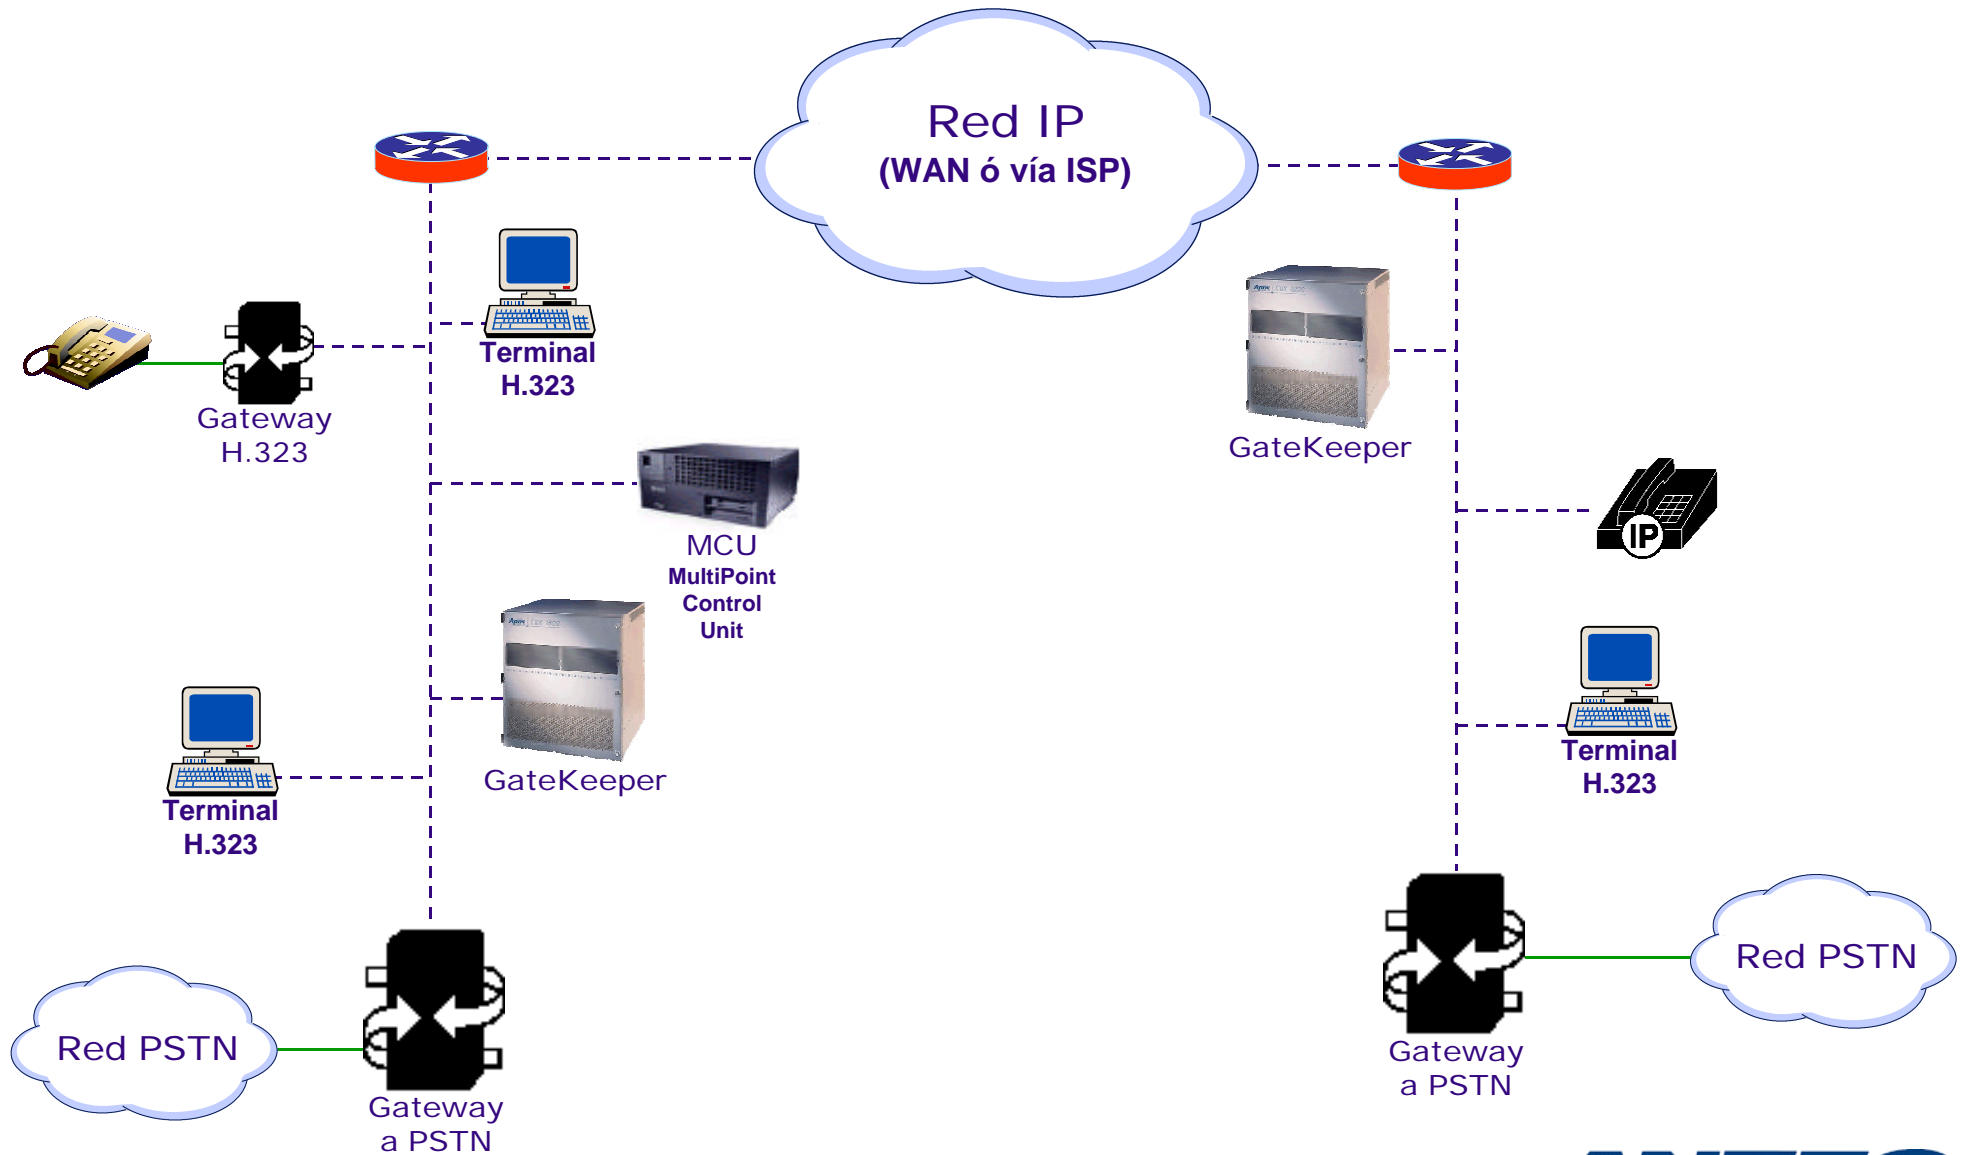 Red IP
(WAN ó vía ISP)
Terminal
H.323
Gateway
H.323
GateKeeper
MCU
MultiPoint
Control
Unit
IP
GateKeeper
Terminal
H.323
Terminal
H.323
Red PSTN
Gateway
a PSTN
Red PSTN
Gateway
a PSTN